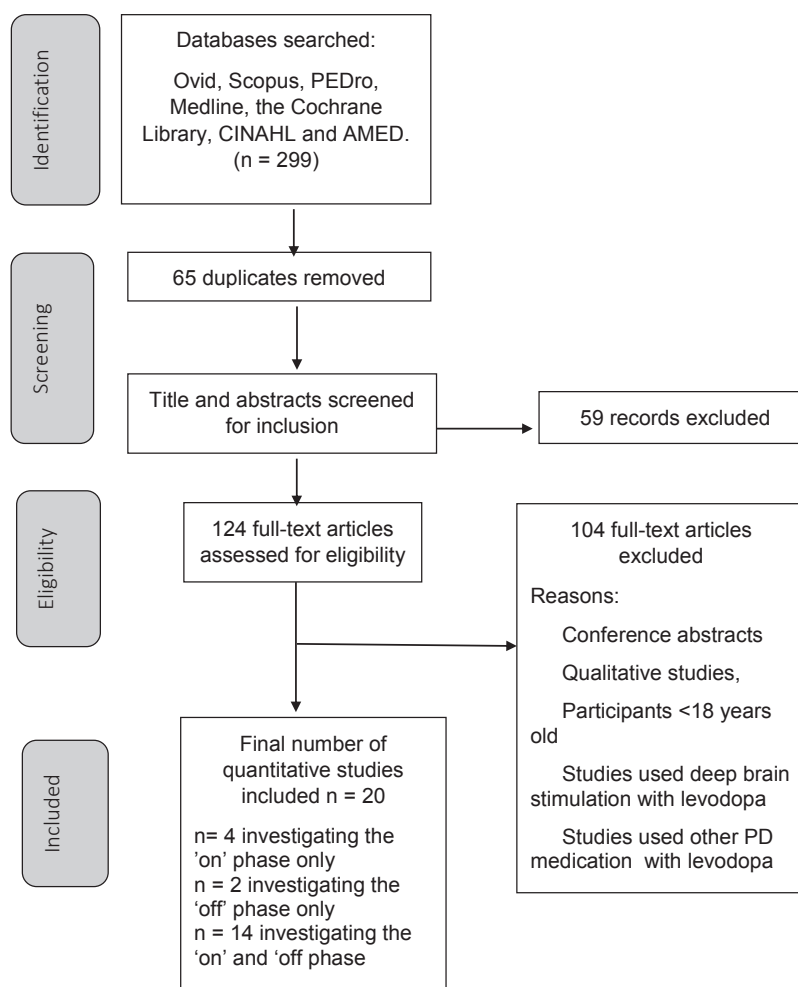 Identification
Databases searched:
Ovid, Scopus, PEDro,
Medline, the Cochrane
Library, CINAHL and AMED.
(n = 299)
Screening
65 duplicates removed
Title and abstracts screened
for inclusion
59 records excluded
Eligibility
124 full-text articles
assessed for eligibility
104 full-text articles
excluded
Reasons:
Conference abstracts
Qualitative studies,
Participants <18 years
old
Studies used deep brain
stimulation with levodopa
Studies used other PD
medication with levodopa
Included
Final number of
quantitative studies
included n = 20
n= 4 investigating the
'on' phase only
n = 2 investigating the
'off' phase only
n = 14 investigating the
'on' and 'off phase